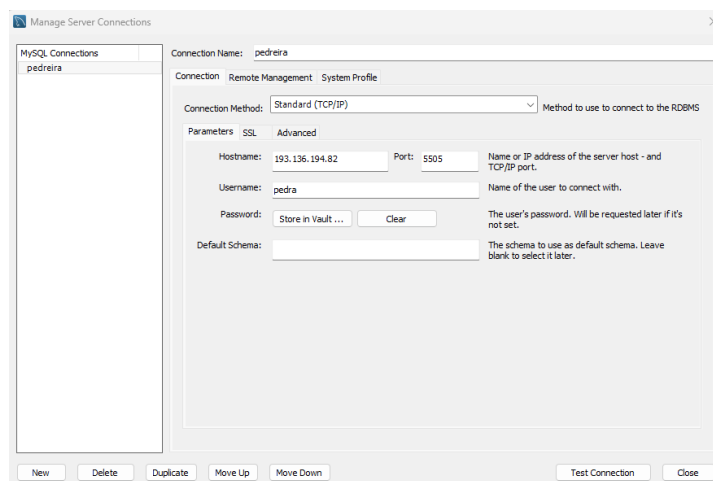 Manage Server Connections
MySQL Connections
pedreira
Connection Name: pedreira
Connection Remote Management System Profile
Connection Method: Standard (TCP/IP) Method to use to connect to the RDBMS
Parameters SSL Advanced
Hostname: 193.136.194.82 Port: 5505 Name or IP address of the server host - and
TCP/IP port.
Username: pedra Name of the user to connect with.
Password: Store in Vault ... Clear The user's password. Will be requested later if it's
not set.
Default Schema: The schema to use as default schema. Leave
blank to select it later.
New Delete Duplicate Move Up Move Down Test Connection Close